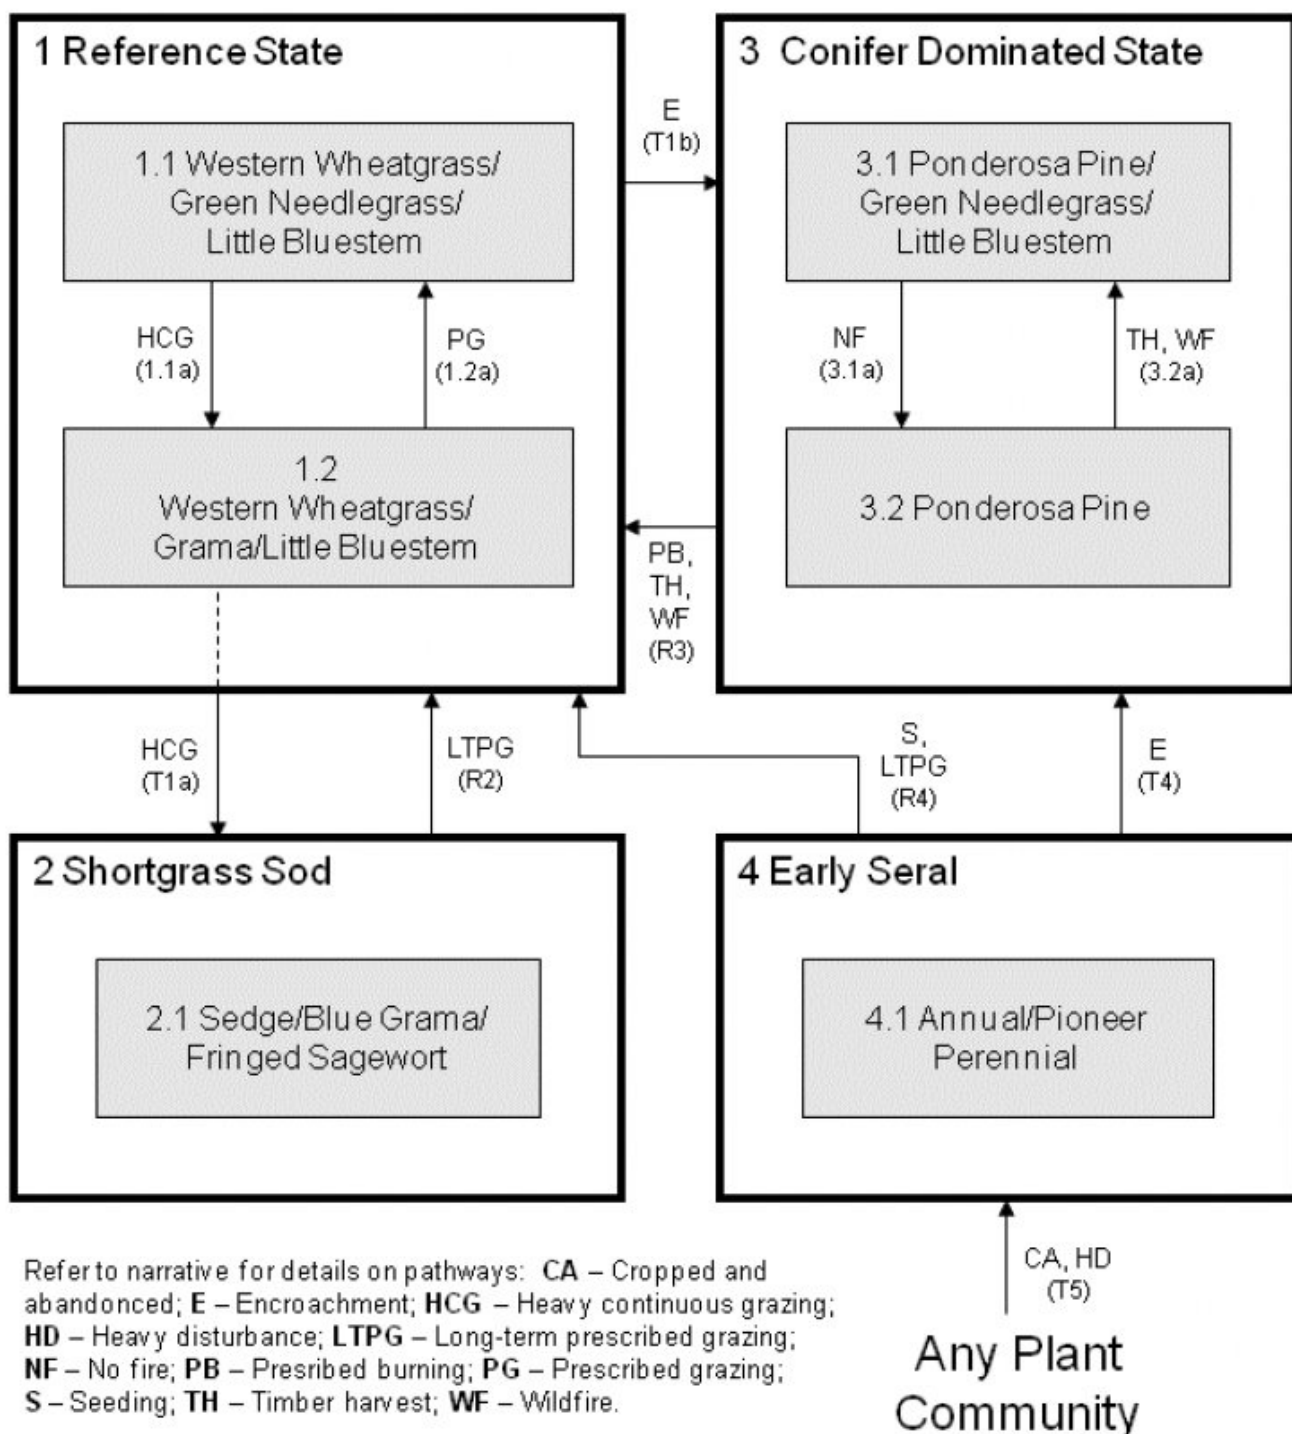 1 Reference State
1.1 Western Wheatgrass/
Green Needlegrass/
Little Bluestem
HCG
(1.1a)
PG
(1.2a)
1.2
Western Wheatgrass/
Grama/Little Bluestem
E
(T1b)
PB,
TH,
WF
(R3)
3 Conifer Dominated State
3.1 Ponderosa Pine/
Green Needlegrass/
Little Bluestem
NF
(3.1a)
TH, WF
(3.2a)
3.2 Ponderosa Pine
HCG
(T1a)
LTPG
(R2)
S,
LTPG
(R4)
E
(T4)
2 Shortgrass Sod
2.1 Sedge/Blue Grama/
Fringed Sagewort
4 Early Seral
4.1 Annual/Pioneer
Perennial
CA, HD
(T5)
Any Plant
Community
Refer to narrative for details on pathways: CA – Cropped and
abandonced; E – Encroachment; HCG – Heavy continuous grazing;
HD – Heavy disturbance; LTPG – Long-term prescribed grazing;
NF – No fire; PB – Presribed burning; PG – Prescribed grazing;
S – Seeding; TH – Timber harvest; WF – Wildfire.